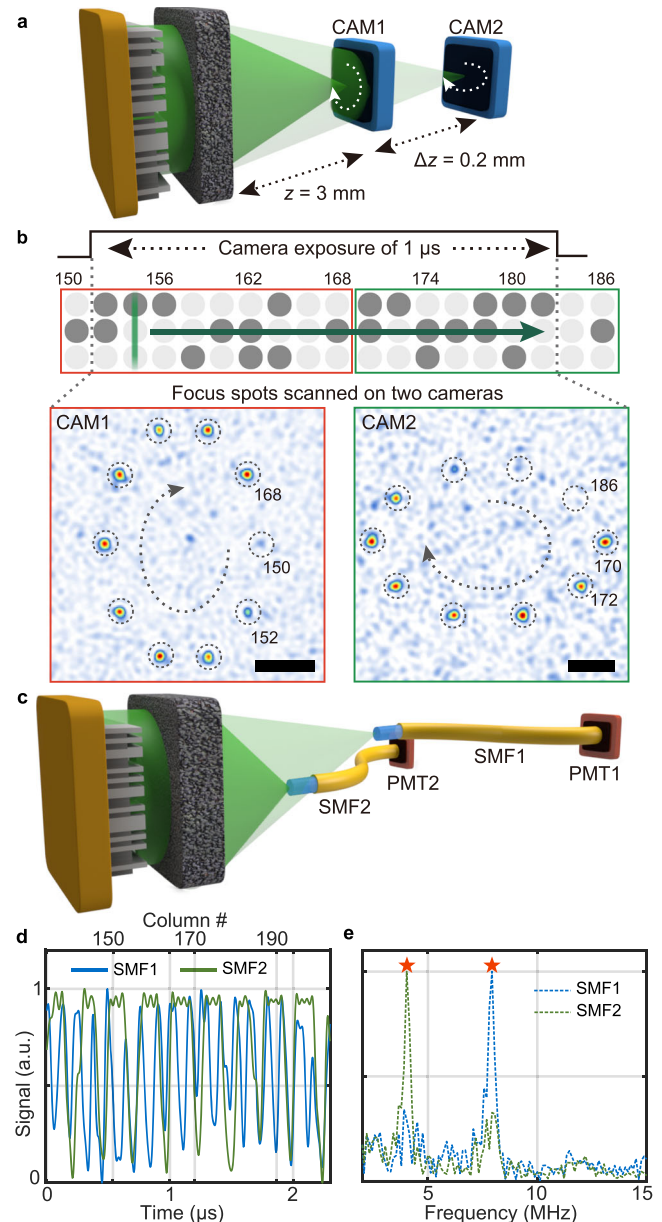 a
CAM1
CAM2
Δz = 0.2 mm
z = 3 mm
b
Camera exposure of 1 µs
150 156 162 168 174 180 186
Focus spots scanned on two cameras
CAM1
168
150
152
CAM2
186
170
172
c
SMF2
PMT2
SMF1
PMT1
d
Column #
150 170 190
SMF1 SMF2
1
Signal (a.u.)
0
0 1 2
Time (µs)
e
SMF1
SMF2
5 10 15
Frequency (MHz)